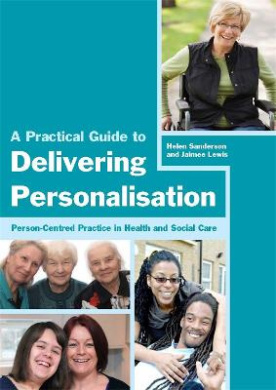 A Practical Guide to
Delivering
Personalisation
Helen Sanderson
and Jaimee Lewis
Person-Centred Practice in Health and Social Care